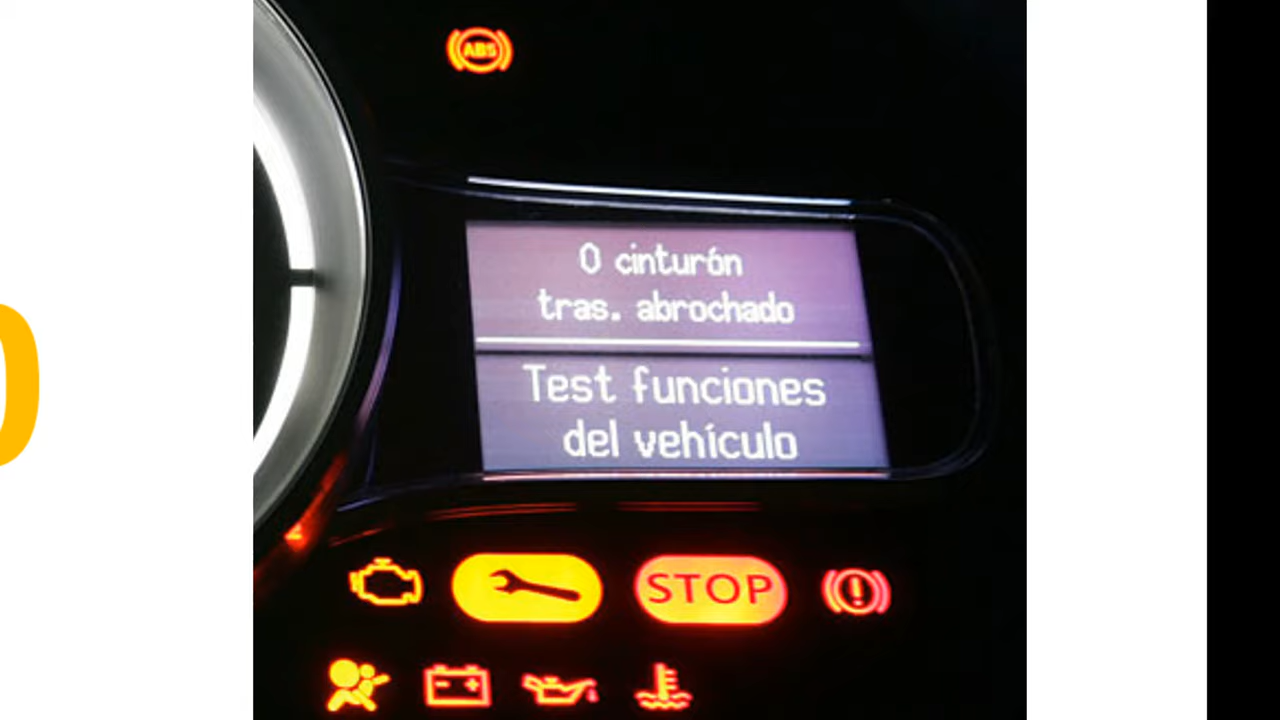 ABS
0 cinturón
tras. abrochado
Test funciones
del vehículo
STOP